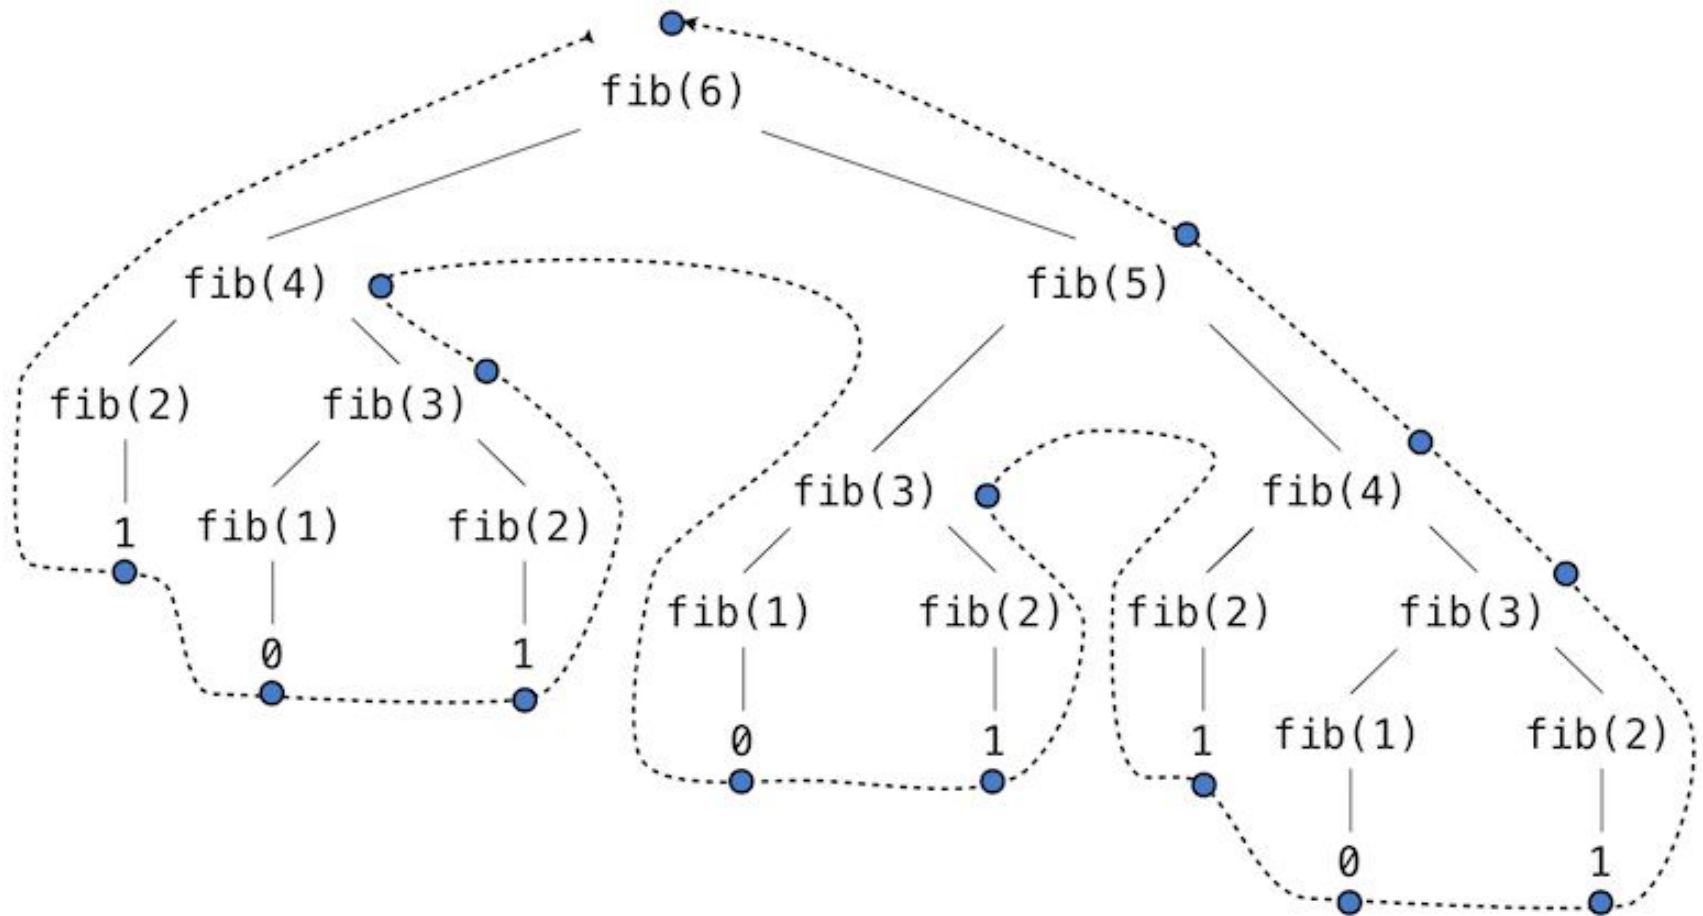 fib(6)
fib(4) fib(5)
fib(2) fib(3)
fib(3) fib(4)
1 fib(1) fib(2)
fib(1) fib(2) fib(2) fib(3)
0 1
0 1 1 fib(1) fib(2)
0 1